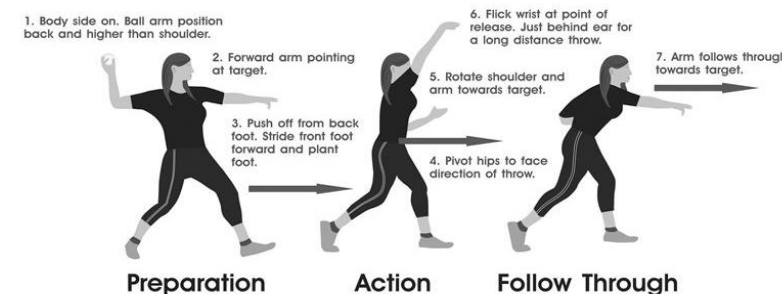 1. Body side on. Ball arm position
back and higher than shoulder.
2. Forward arm pointing
at target.
3. Push off from back
foot. Stride front foot
forward and plant
foot.
Preparation
6. Flick wrist at point of
release. Just behind ear for
a long distance throw.
5. Rotate shoulder and
arm towards target.
4. Pivot hips to face
direction of throw.
Action
7. Arm follows through
towards target.
Follow Through